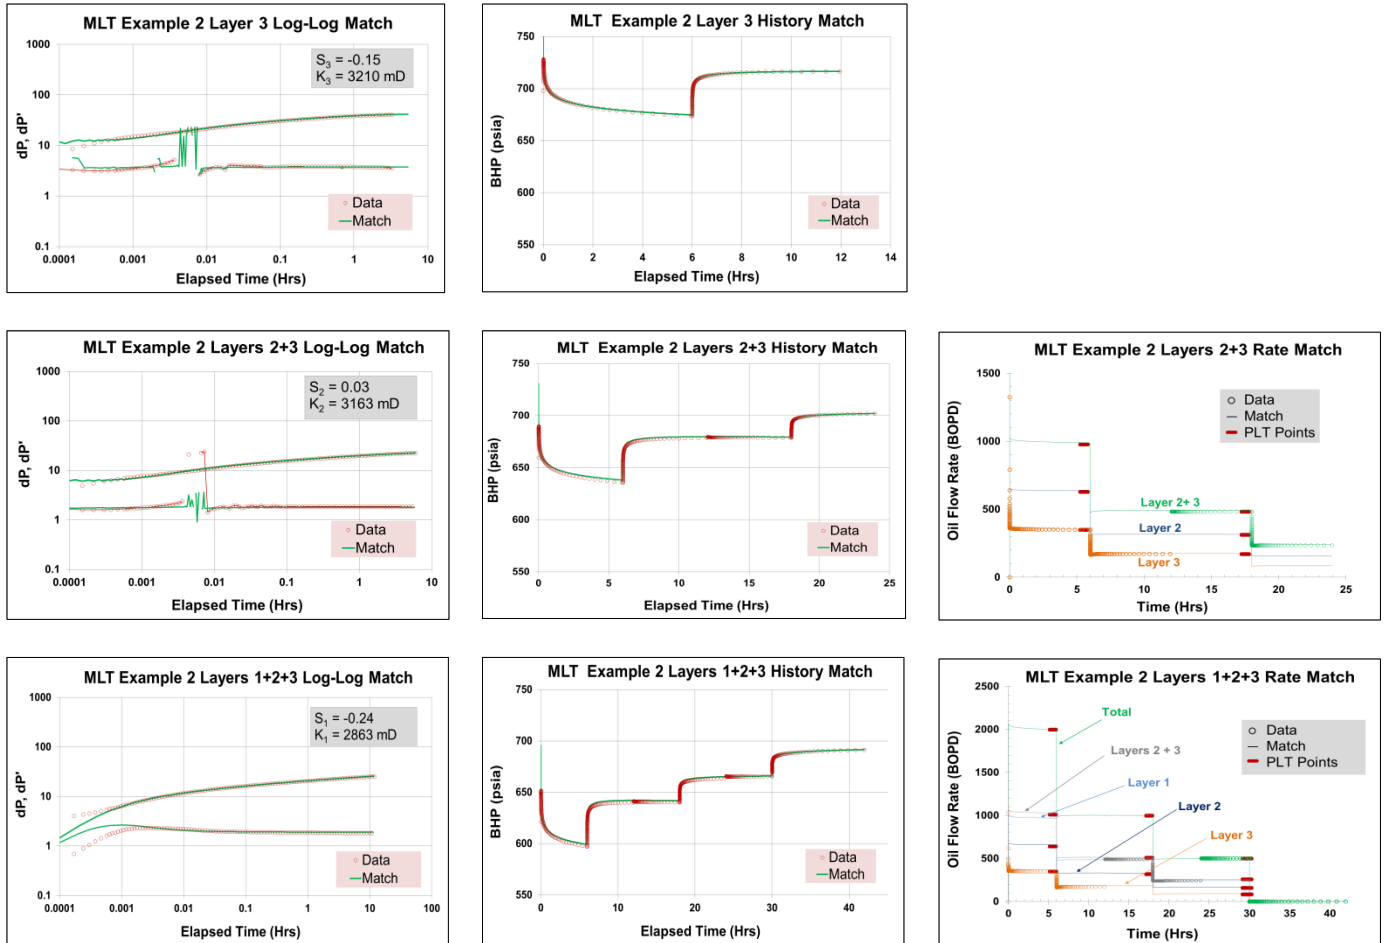 MLT Example 2 Layer 3 Log-Log Match
1000
100
10
1
0.1
dP, dP'
S3 = -0.15
K3 = 3210 mD
Data
Match
0.0001 0.001 0.01 0.1 1 10
Elapsed Time (Hrs)
MLT Example 2 Layer 3 History Match
750
700
650
600
550
BHP (psia)
Data
Match
0 2 4 6 8 10 12 14
Elapsed Time (Hrs)
MLT Example 2 Layers 2+3 Log-Log Match
1000
100
10
1
0.1
dP, dP'
S2 = 0.03
K2 = 3163 mD
Data
Match
0.0001 0.001 0.01 0.1 1 10
Elapsed Time (Hrs)
MLT Example 2 Layers 2+3 History Match
750
700
650
600
550
BHP (psia)
Data
Match
0 5 10 15 20 25
Elapsed Time (Hrs)
MLT Example 2 Layers 2+3 Rate Match
1500
1000
500
0
Oil Flow Rate (BOPD)
Data
Match
PLT Points
Layer 2+ 3
Layer 2
Layer 3
0 5 10 15 20 25
Time (Hrs)
MLT Example 2 Layers 1+2+3 Log-Log Match
1000
100
10
1
0.1
dP, dP'
S1 = -0.24
K1 = 2863 mD
Data
Match
0.0001 0.001 0.01 0.1 1 10 100
Elapsed Time (Hrs)
MLT Example 2 Layers 1+2+3 History Match
750
700
650
600
550
BHP (psia)
Data
Match
0 10 20 30 40
Elapsed Time (Hrs)
MLT Example 2 Layers 1+2+3 Rate Match
2500
2000
1500
1000
500
0
Oil Flow Rate (BOPD)
Total
Layers 2 + 3
Layer 1
Layer 2
Layer 3
Data
Match
PLT Points
0 5 10 15 20 25 30 35 40
Time (Hrs)